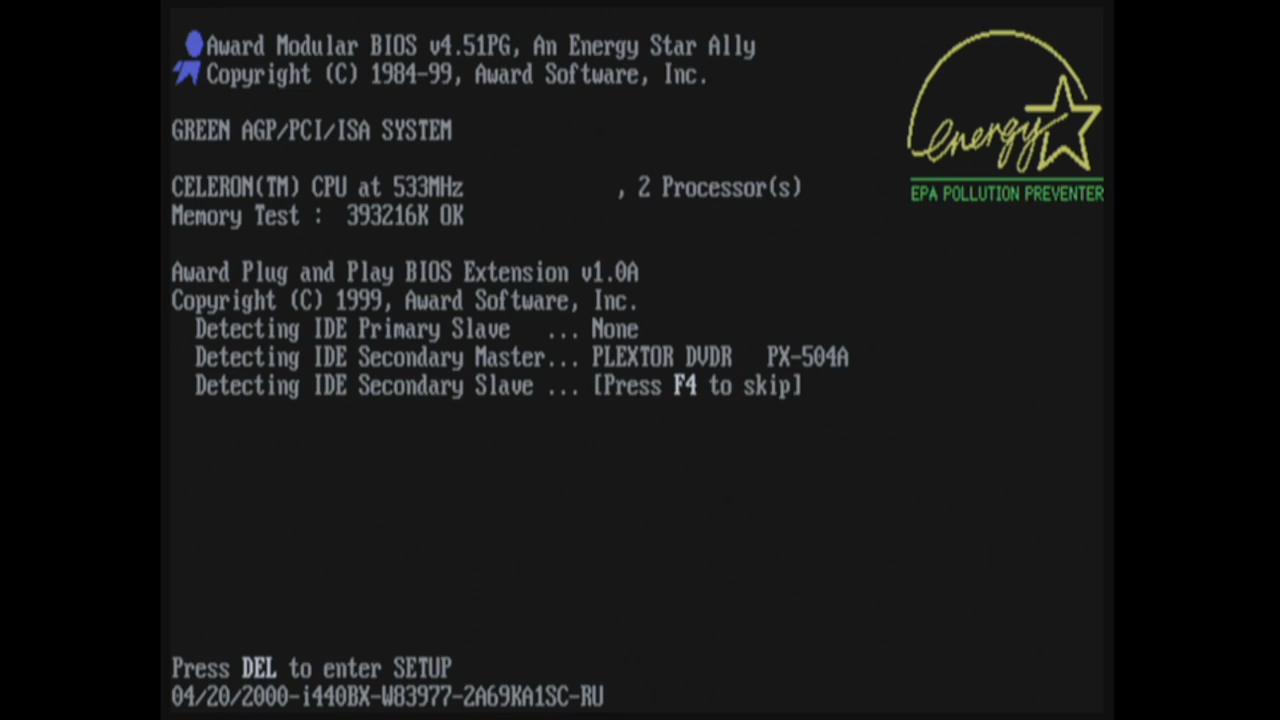 Award Modular BIOS v4.51PG, An Energy Star Ally
Copyright (C) 1984-99, Award Software, Inc.
energy
EPA POLLUTION PREVENTER
GREEN AGP/PCI/ISA SYSTEM
CELERON(TM) CPU at 533MHz , 2 Processor(s)
Memory Test : 393216K OK
Award Plug and Play BIOS Extension v1.0A
Copyright (C) 1999, Award Software, Inc.
Detecting IDE Primary Slave ... None
Detecting IDE Secondary Master... PLEXTOR DVDR PX-504A
Detecting IDE Secondary Slave ... [Press F4 to skip]
Press DEL to enter SETUP
04/20/2000-i440BX-W83977-2A69KA1SC-RU